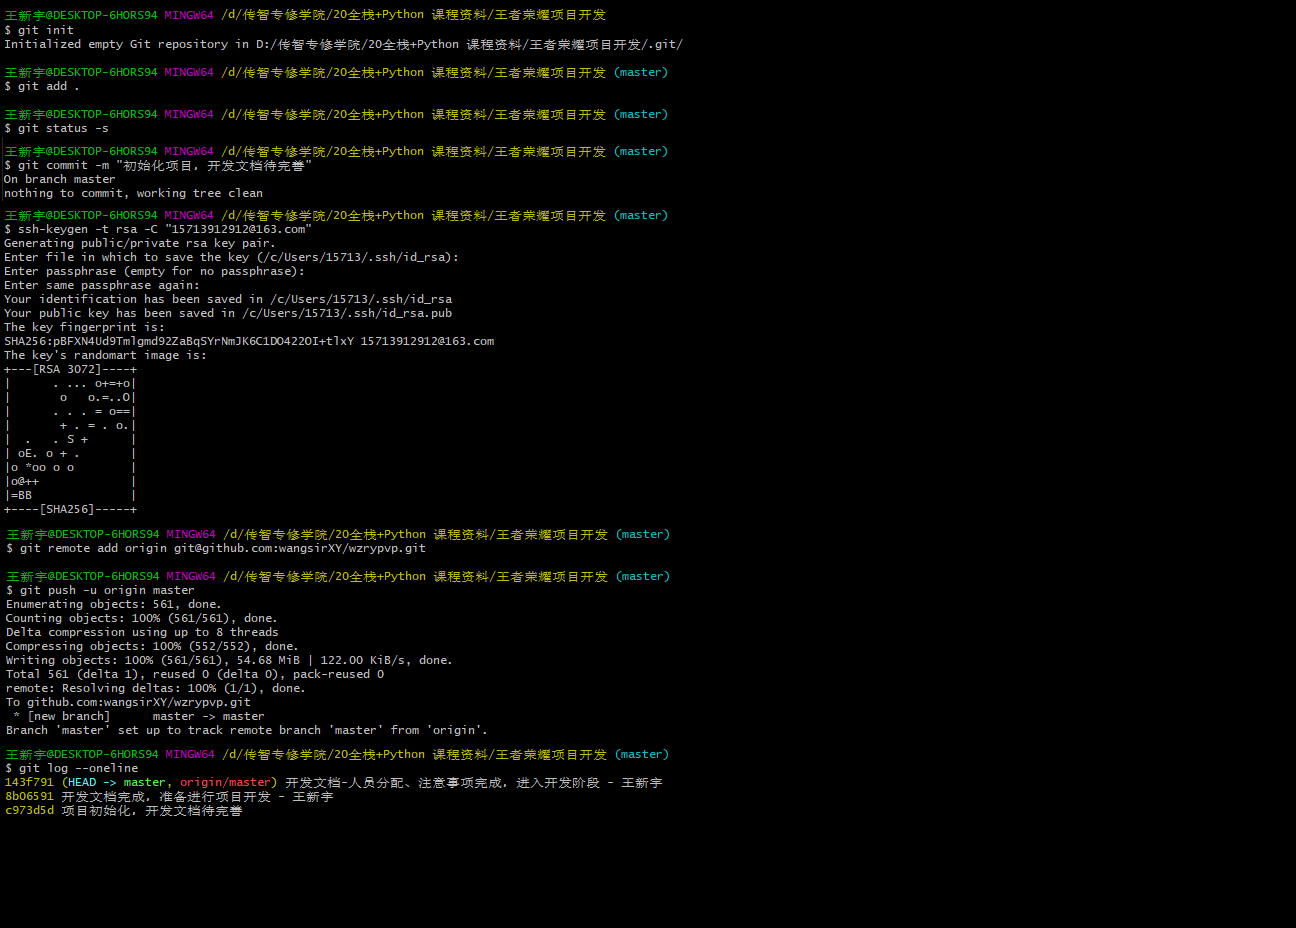 王新宇@DESKTOP-6HORS94 MINGW64 /d/传智专修学院/20全栈+Python 课程资料/王者荣耀项目开发
$ git init
Initialized empty Git repository in D:/传智专修学院/20全栈+Python 课程资料/王者荣耀项目开发/.git/
王新宇@DESKTOP-6HORS94 MINGW64 /d/传智专修学院/20全栈+Python 课程资料/王者荣耀项目开发 (master)
$ git add .
王新宇@DESKTOP-6HORS94 MINGW64 /d/传智专修学院/20全栈+Python 课程资料/王者荣耀项目开发 (master)
$ git status -s
王新宇@DESKTOP-6HORS94 MINGW64 /d/传智专修学院/20全栈+Python 课程资料/王者荣耀项目开发 (master)
$ git commit -m "初始化项目, 开发文档待完善"
On branch master
nothing to commit, working tree clean
王新宇@DESKTOP-6HORS94 MINGW64 /d/传智专修学院/20全栈+Python 课程资料/王者荣耀项目开发 (master)
$ ssh-keygen -t rsa -C "15713912912@163.com"
Generating public/private rsa key pair.
Enter file in which to save the key (/c/Users/15713/.ssh/id_rsa):
Enter passphrase (empty for no passphrase):
Enter same passphrase again:
Your identification has been saved in /c/Users/15713/.ssh/id_rsa
Your public key has been saved in /c/Users/15713/.ssh/id_rsa.pub
The key fingerprint is:
SHA256:pBFXN4Ud9Tmlgmd92ZaBqSYrNmJK6C1DO422OI+tlxY 15713912912@163.com
The key's randomart image is:
+---[RSA 3072]----+
|      . ... o+=+o|
|       o   o.=..O|
|      . . . = o==|
|       + . = . o.|
|  .   . S +      |
| oE. o + .       |
|o *oo o o        |
|o@++             |
|=BB              |
+----[SHA256]-----+
王新宇@DESKTOP-6HORS94 MINGW64 /d/传智专修学院/20全栈+Python 课程资料/王者荣耀项目开发 (master)
$ git remote add origin git@github.com:wangsirXY/wzrypvp.git
王新宇@DESKTOP-6HORS94 MINGW64 /d/传智专修学院/20全栈+Python 课程资料/王者荣耀项目开发 (master)
$ git push -u origin master
Enumerating objects: 561, done.
Counting objects: 100% (561/561), done.
Delta compression using up to 8 threads
Compressing objects: 100% (552/552), done.
Writing objects: 100% (561/561), 54.68 MiB | 122.00 KiB/s, done.
Total 561 (delta 1), reused 0 (delta 0), pack-reused 0
remote: Resolving deltas: 100% (1/1), done.
To github.com:wangsirXY/wzrypvp.git
 * [new branch]      master -> master
Branch 'master' set up to track remote branch 'master' from 'origin'.
王新宇@DESKTOP-6HORS94 MINGW64 /d/传智专修学院/20全栈+Python 课程资料/王者荣耀项目开发 (master)
$ git log --oneline
143f791 (HEAD -> master, origin/master) 开发文档-人员分配、注意事项完成, 进入开发阶段 - 王新宇
8b06591 开发文档完成, 准备进行项目开发 - 王新宇
c973d5d 项目初始化, 开发文档待完善